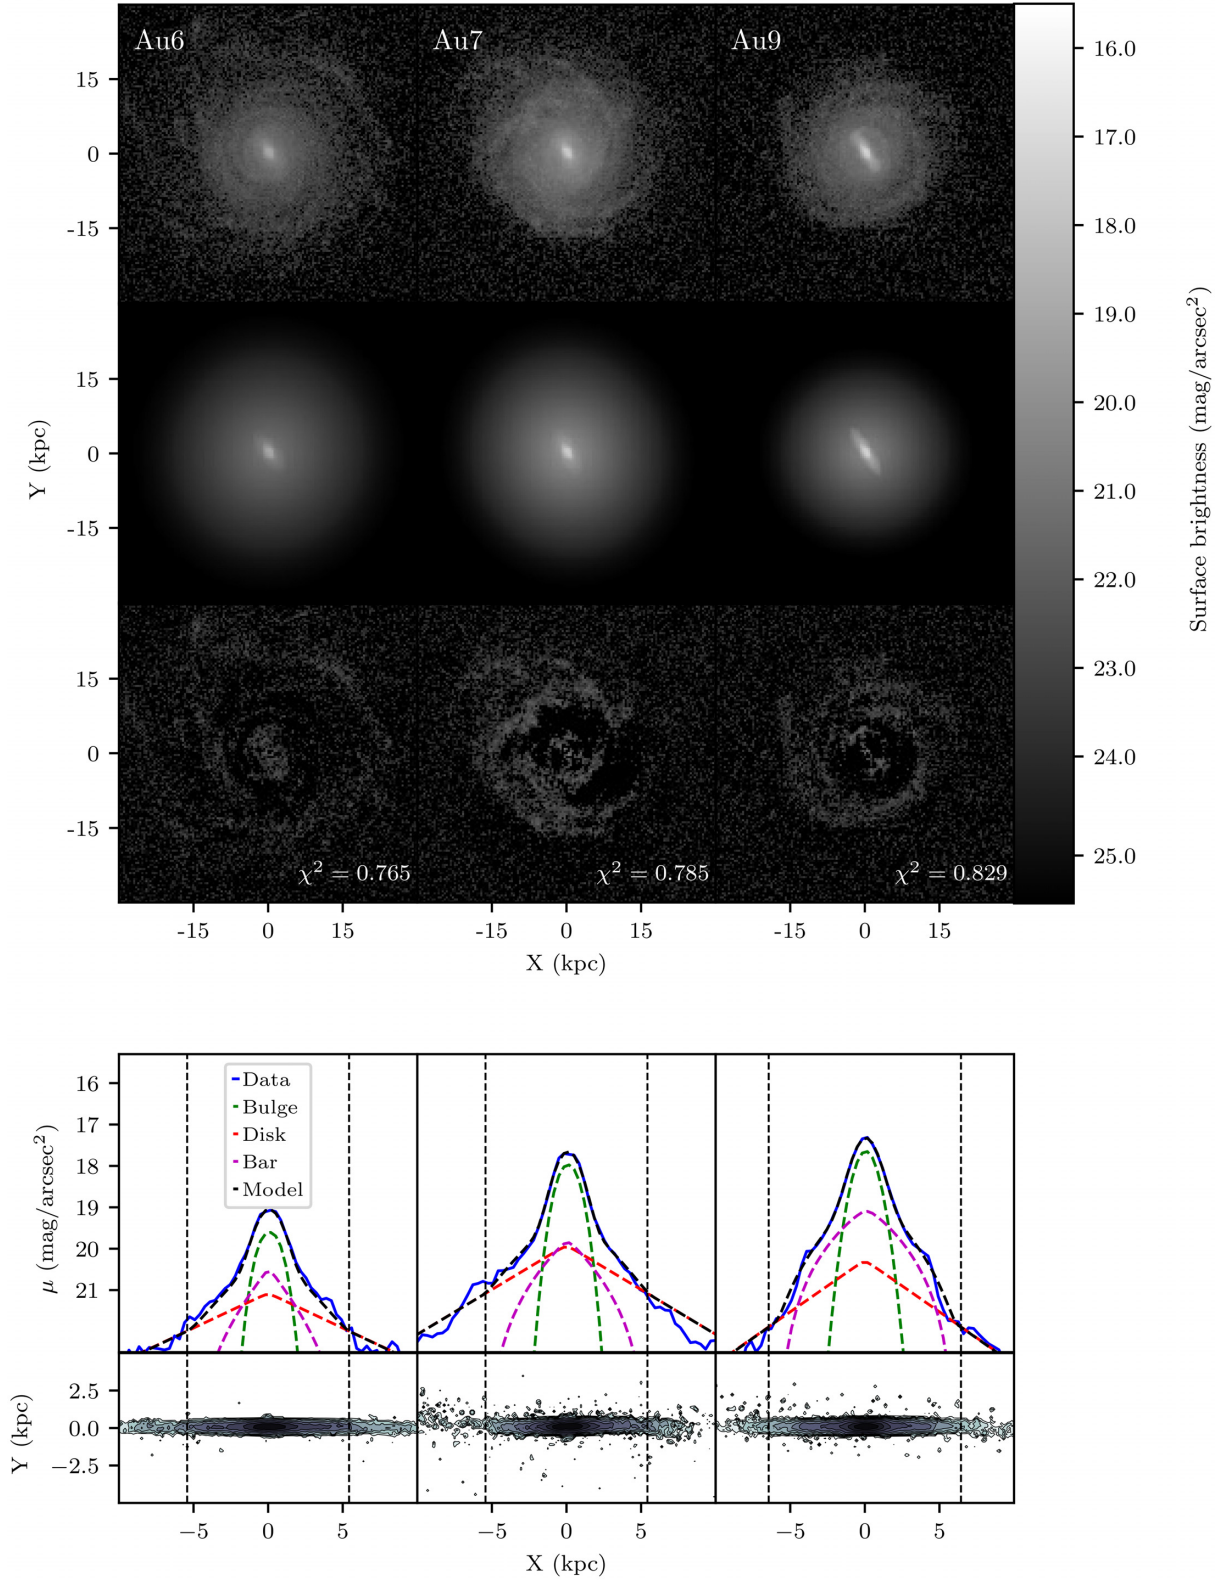 Au6 Au7 Au9
15
0
-15
15
0
-15
15
0
-15
Y (kpc)
χ² = 0.765 χ² = 0.785 χ² = 0.829
-15 0 15 -15 0 15 -15 0 15
X (kpc)
16.0
17.0
18.0
19.0
20.0
21.0
22.0
23.0
24.0
25.0
Surface brightness (mag/arcsec²)
16
17
18
19
20
21
μ (mag/arcsec²)
Data
Bulge
Disk
Bar
Model
2.5
0.0
−2.5
Y (kpc)
−5 0 5 −5 0 5 −5 0 5
X (kpc)